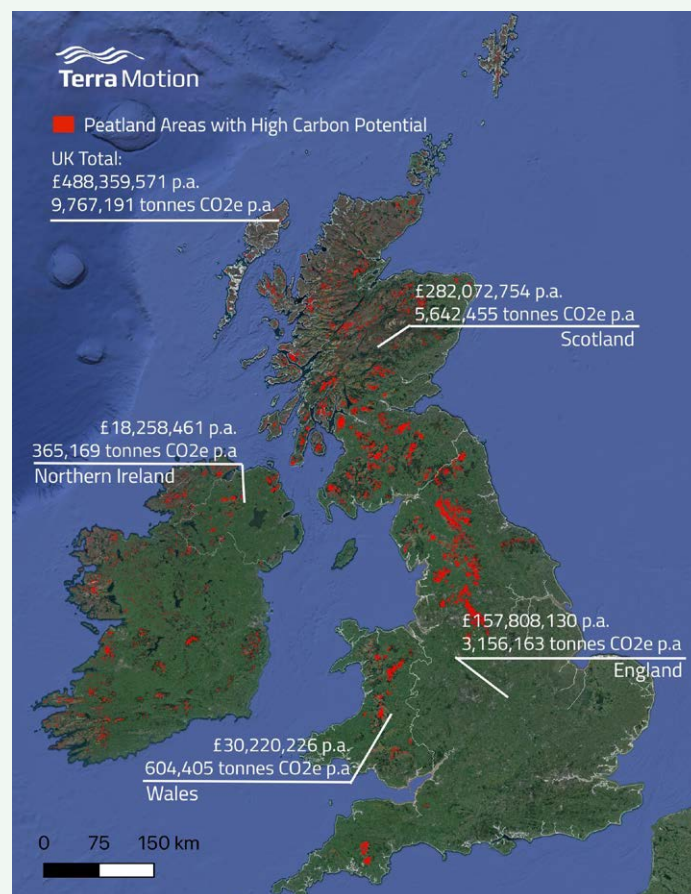 Terra Motion
Peatland Areas with High Carbon Potential
UK Total:
£488,359,571 p.a.
9,767,191 tonnes CO2e p.a.
£282,072,754 p.a.
5,642,455 tonnes CO2e p.a
Scotland
£18,258,461 p.a.
365,169 tonnes CO2e p.a
Northern Ireland
£157,808,130 p.a.
3,156,163 tonnes CO2e p.a
England
£30,220,226 p.a.
604,405 tonnes CO2e p.a
Wales
0 75 150 km